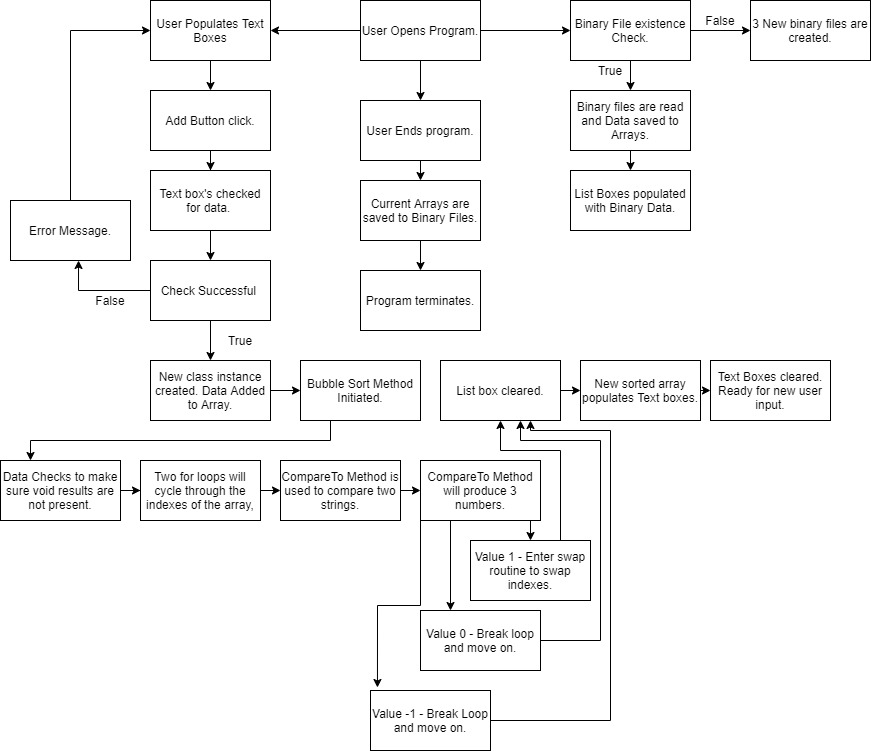 User Populates Text
Boxes
User Opens Program.
Binary File existence
Check.
False
3 New binary files are
created.
True
Add Button click.
User Ends program.
Binary files are read
and Data saved to
Arrays.
Text box's checked
for data.
Current Arrays are
saved to Binary Files.
List Boxes populated
with Binary Data.
Error Message.
Check Successful
False
Program terminates.
True
New class instance
created. Data Added
to Array.
Bubble Sort Method
Initiated.
List box cleared.
New sorted array
populates Text boxes.
Text Boxes cleared.
Ready for new user
input.
Data Checks to make
sure void results are
not present.
Two for loops will
cycle through the
indexes of the array,
CompareTo Method is
used to compare two
strings.
CompareTo Method
will produce 3
numbers.
Value 1 - Enter swap
routine to swap
indexes.
Value 0 - Break loop
and move on.
Value -1 - Break Loop
and move on.